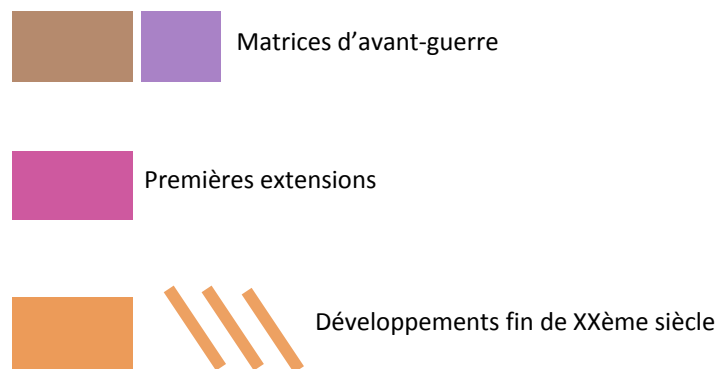 Matrices d’avant-guerre
Premières extensions
Développements fin de XXème siècle